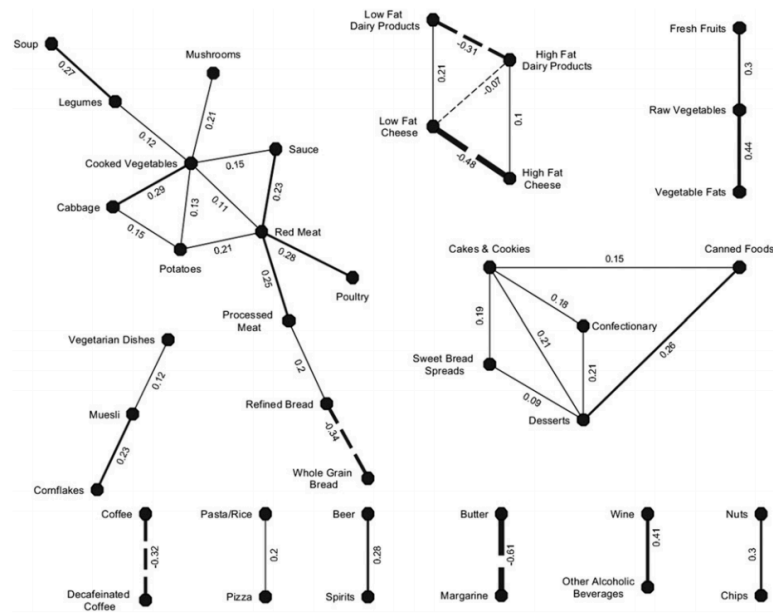 Soup
0.27
Legumes
Mushrooms
0.21
0.12
Cooked Vegetables
0.15
Sauce
0.29
0.13
0.11
0.23
Cabbage
0.15
Potatoes
0.21
Red Meat
0.28
Poultry
0.25
Processed
Meat
0.2
Refined Bread
-0.34
Whole Grain
Bread
Low Fat
Dairy Products
-0.31
High Fat
Dairy Products
0.21
-0.07
0.1
Low Fat
Cheese
-0.48
High Fat
Cheese
Fresh Fruits
0.3
Raw Vegetables
0.44
Vegetable Fats
Cakes & Cookies
0.15
Canned Foods
0.18
0.19
0.21
Confectionary
0.21
0.26
Sweet Bread
Spreads
0.09
Desserts
Vegetarian Dishes
0.12
Muesli
0.23
Cornflakes
Coffee
-0.32
Decafeinated
Coffee
Pasta/Rice
0.2
Pizza
Beer
0.28
Spirits
Butter
-0.61
Margarine
Wine
0.41
Other Alcoholic
Beverages
Nuts
0.3
Chips